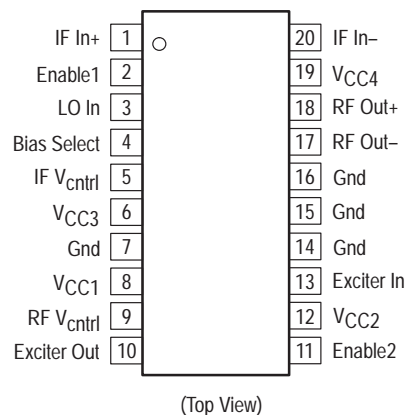 IF In+ 1 20 IF In–
Enable1 2 19 VCC4
LO In 3 18 RF Out+
Bias Select 4 17 RF Out–
IF Vcntrl 5 16 Gnd
VCC3 6 15 Gnd
Gnd 7 14 Gnd
VCC1 8 13 Exciter In
RF Vcntrl 9 12 VCC2
Exciter Out 10 11 Enable2
(Top View)